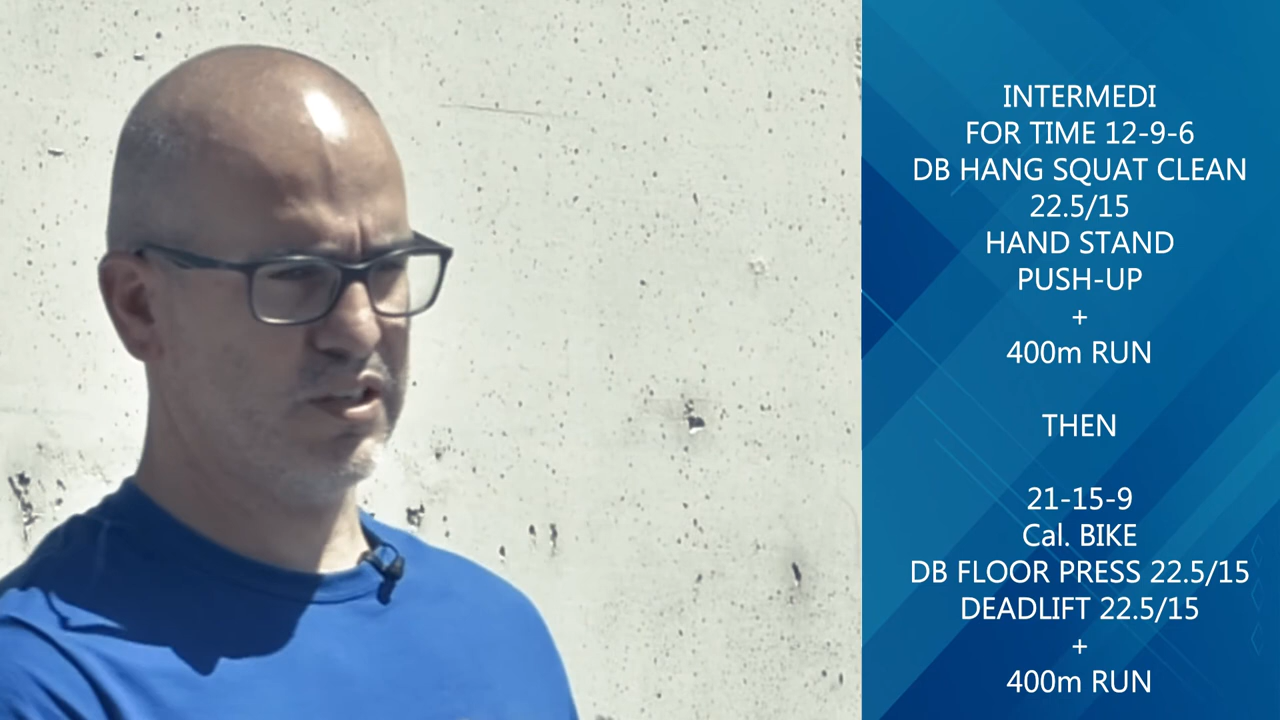 INTERMEDI
FOR TIME 12-9-6
DB HANG SQUAT CLEAN
22.5/15
HAND STAND
PUSH-UP
+
400m RUN
THEN
21-15-9
Cal. BIKE
DB FLOOR PRESS 22.5/15
DEADLIFT 22.5/15
+
400m RUN